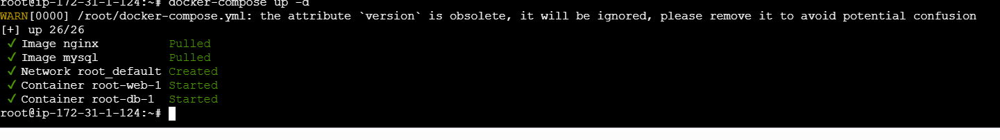 root@ip-172-31-1-124:~# docker-compose up -d
WARN[0000] /root/docker-compose.yml: the attribute `version` is obsolete, it will be ignored, please remove it to avoid potential confusion
[+] up 26/26
✓ Image nginx Pulled
✓ Image mysql Pulled
✓ Network root_default Created
✓ Container root-web-1 Started
✓ Container root-db-1 Started
root@ip-172-31-1-124:~#